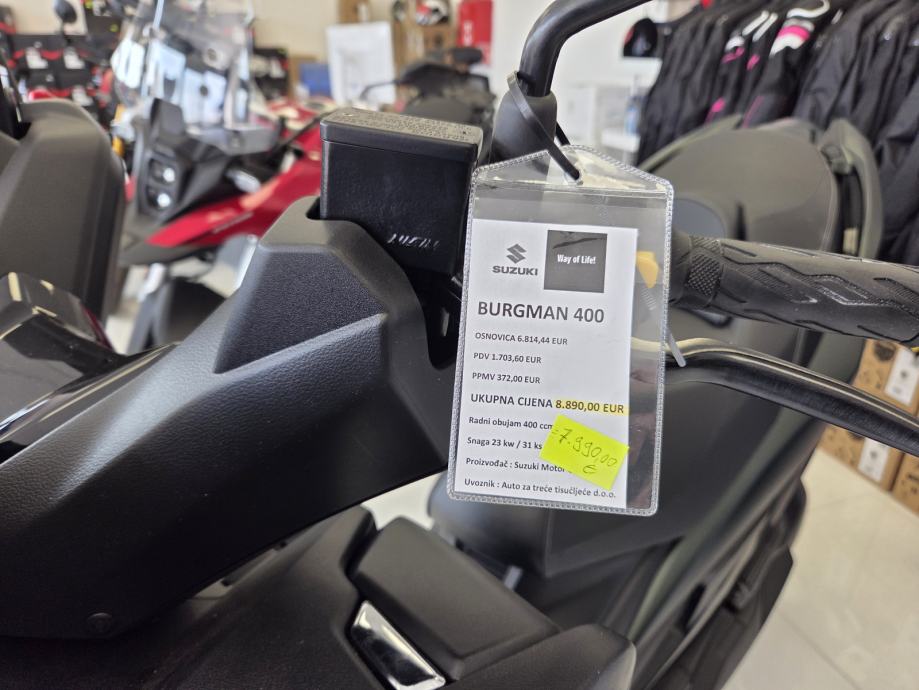 SUZUKI
Way of Life!
BURGMAN 400
OSNOVICA 6.814,44 EUR
PDV 1.703,60 EUR
PPMV 372,00 EUR
UKUPNA CIJENA 8.890,00 EUR
Radni obujam 400 ccm
Snaga 23 kw / 31 ks
=7.990,00
€
Proizvođač : Suzuki Motor
Uvoznik : Auto za treće tisućljeće d.o.o.